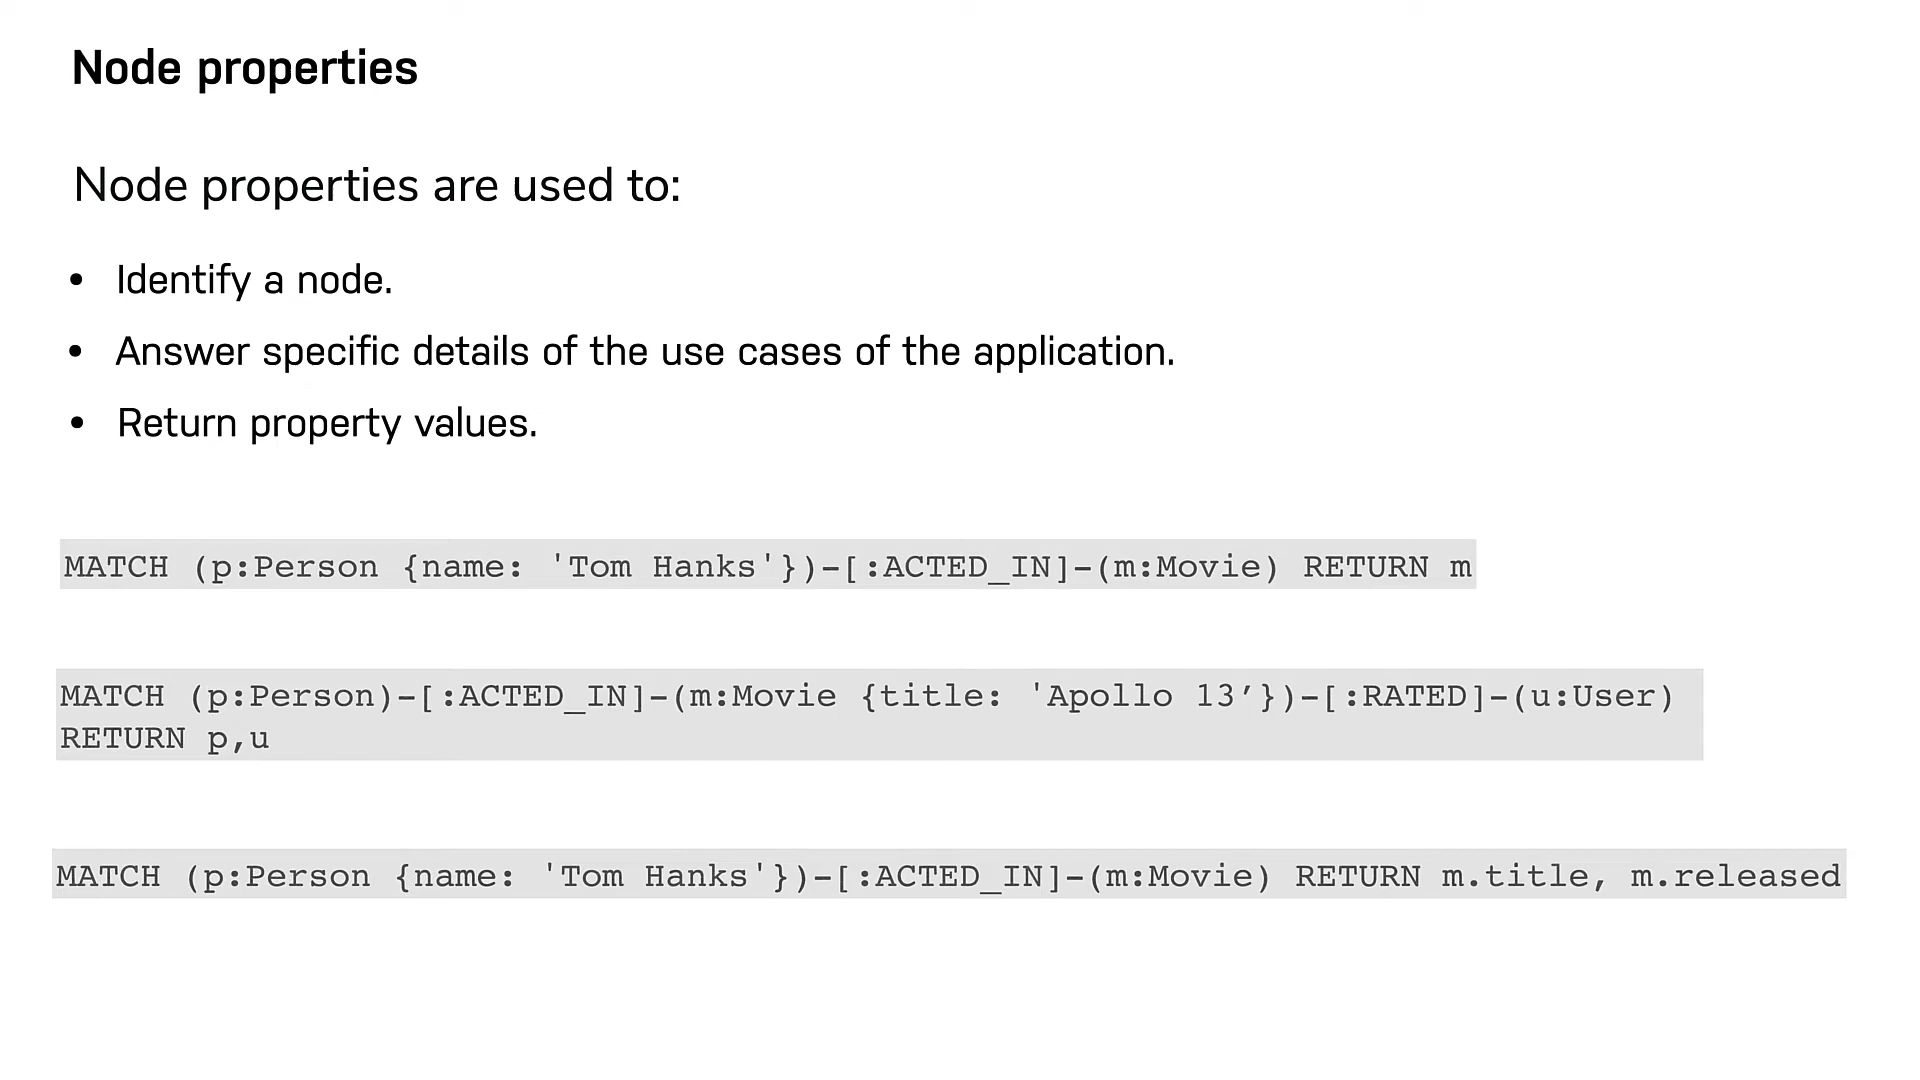 Node properties
Node properties are used to:
• Identify a node.
• Answer specific details of the use cases of the application.
• Return property values.
MATCH (p:Person {name: 'Tom Hanks'})-[:ACTED_IN]-(m:Movie) RETURN m
MATCH (p:Person)-[:ACTED_IN]-(m:Movie {title: 'Apollo 13’})-[:RATED]-(u:User)
RETURN p,u
MATCH (p:Person {name: 'Tom Hanks'})-[:ACTED_IN]-(m:Movie) RETURN m.title, m.released